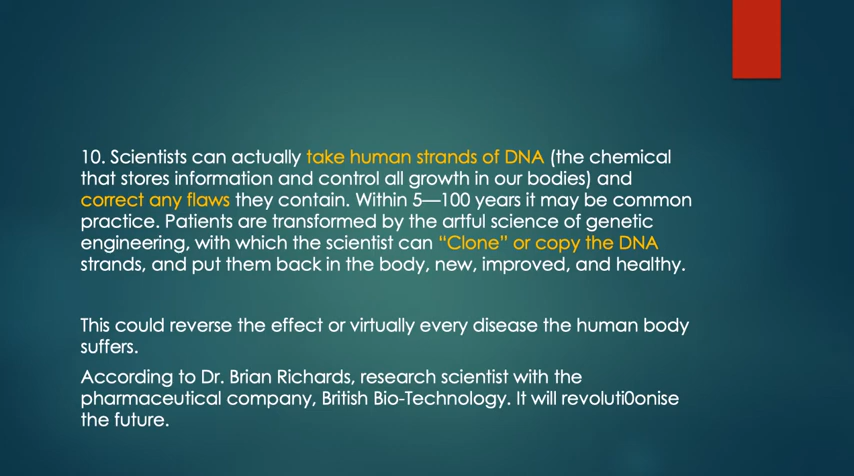 10. Scientists can actually take human strands of DNA (the chemical
that stores information and control all growth in our bodies) and
correct any flaws they contain. Within 5—100 years it may be common
practice. Patients are transformed by the artful science of genetic
engineering, with which the scientist can “Clone” or copy the DNA
strands, and put them back in the body, new, improved, and healthy.
This could reverse the effect or virtually every disease the human body
suffers.
According to Dr. Brian Richards, research scientist with the
pharmaceutical company, British Bio-Technology. It will revoluti0onise
the future.